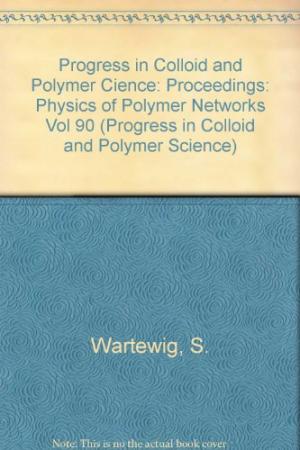 Progress in Colloid and
Polymer Cience: Proceedings:
Physics of Polymer Networks
Vol 90 (Progress in Colloid
and Polymer Science)
Wartewig, S.
Note: This is no the actual book cover